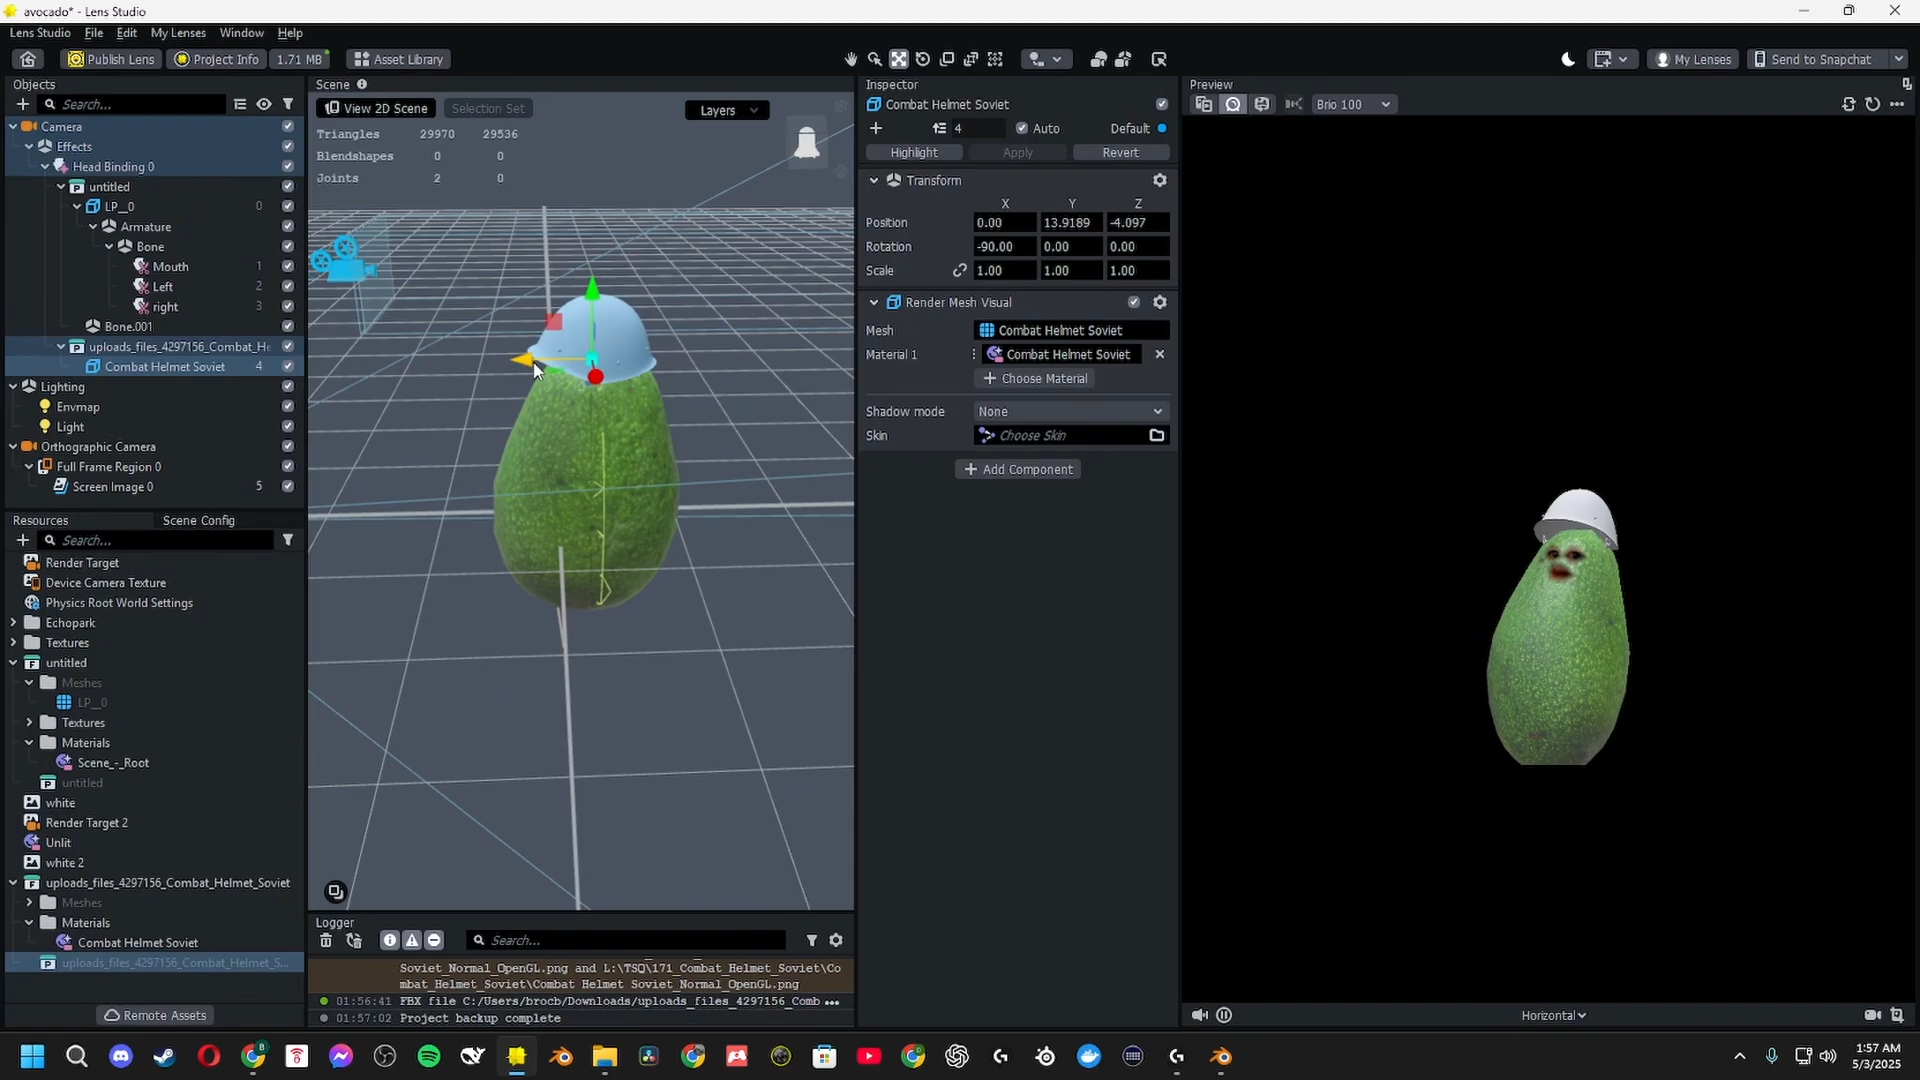 avocado* - Lens Studio
Lens Studio File Edit My Lenses Window Help
Publish Lens Project Info 1.71 MB Asset Library My Lenses Send to Snapchat
Objects
Search...
Camera
Effects
Head Binding 0
untitled
LP__0 0
Armature
Bone
Mouth 1
Left 2
right 3
Bone.001
uploads_files_4297156_Combat_He
Combat Helmet Soviet 4
Lighting
Envmap
Light
Orthographic Camera
Full Frame Region 0
Screen Image 0 5
Resources Scene Config
Search...
Render Target
Device Camera Texture
Physics Root World Settings
Echopark
Textures
untitled
Meshes
LP__0
Textures
Materials
Scene_-_Root
untitled
white
Render Target 2
Unlit
white 2
uploads_files_4297156_Combat_Helmet_Soviet
Meshes
Materials
Combat Helmet Soviet
uploads_files_4297156_Combat_Helmet_S...
Remote Assets
Scene
View 2D Scene Selection Set Layers
Triangles 29970 29536
Blendshapes 0 0
Joints 2 0
Logger
Search...
Soviet_Normal_OpenGL.png and L:\TSQ\171_Combat_Helmet_Soviet\Co
mbat_Helmet_Soviet\Combat Helmet Soviet_Normal_OpenGL.png
01:56:41 FBX file C:/Users/brocb/Downloads/uploads_files_4297156_Comb ...
01:57:02 Project backup complete
Inspector
Combat Helmet Soviet
4 Auto Default
Highlight Apply Revert
Transform
X Y Z
Position 0.00 13.9189 -4.097
Rotation -90.00 0.00 0.00
Scale 1.00 1.00 1.00
Render Mesh Visual
Mesh Combat Helmet Soviet
Material 1 Combat Helmet Soviet
Choose Material
Shadow mode None
Skin Choose Skin
Add Component
Preview
Brio 100
Horizontal
1:57 AM
5/3/2025